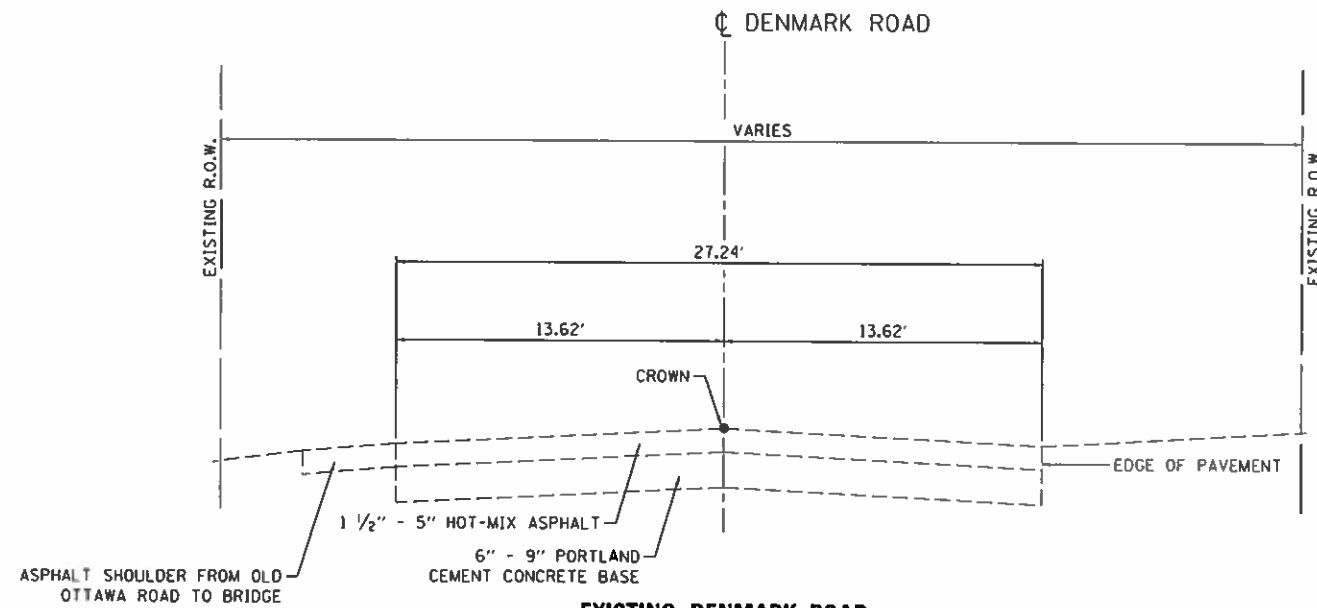 ℄ DENMARK ROAD
VARIES
EXISTING R.O.W.
EXISTING R.O.W.
27.24'
13.62'
13.62'
CROWN
EDGE OF PAVEMENT
1 1/2" - 5" HOT-MIX ASPHALT
6" - 9" PORTLAND
CEMENT CONCRETE BASE
ASPHALT SHOULDER FROM OLD
OTTAWA ROAD TO BRIDGE
EXISTING DENMARK ROAD